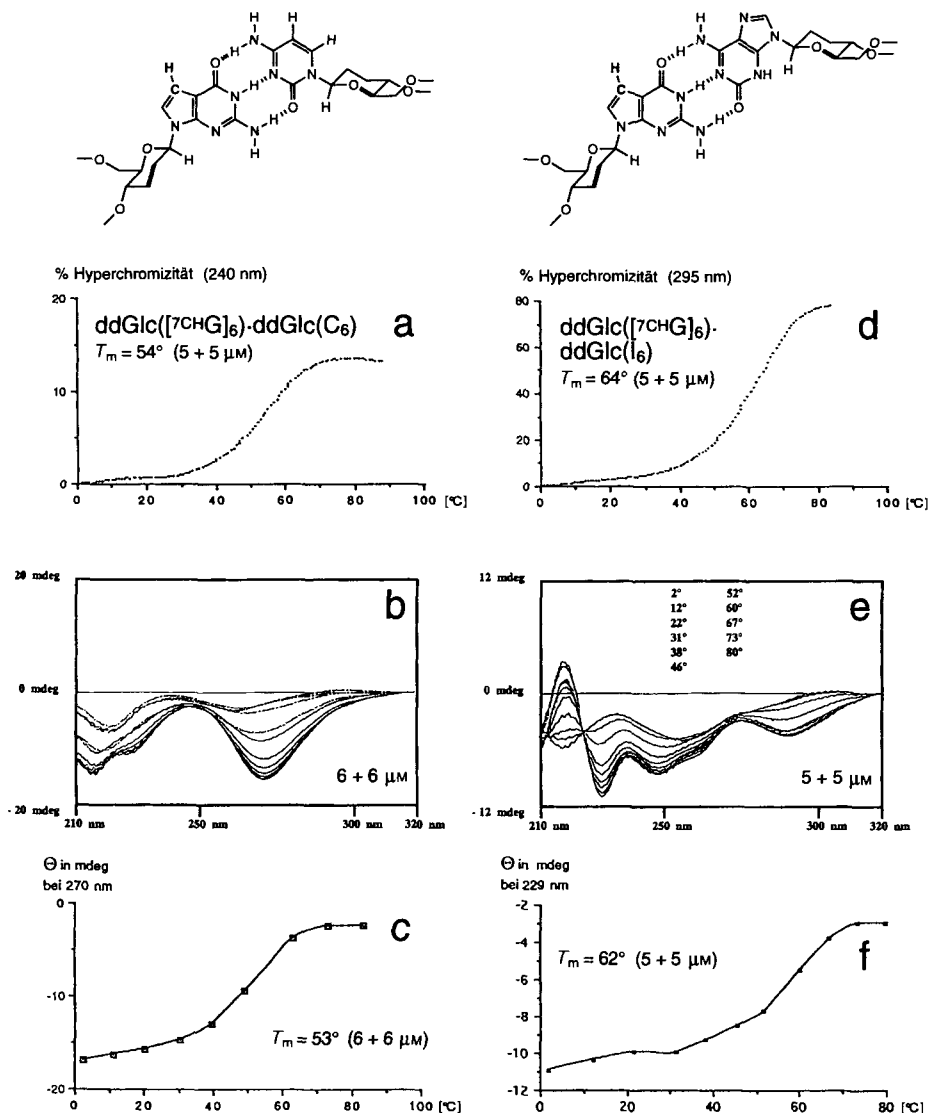 % Hyperchromizität (240 nm)
20
10
0
0 20 40 60 80 100 [°C]
ddGlc([7CHG]6)·ddGlc(C6)
Tm = 54° (5 + 5 µM)
a
% Hyperchromizität (295 nm)
80
60
40
20
0
0 20 40 60 80 100 [°C]
ddGlc([7CHG]6)·
ddGlc(I6)
Tm = 64° (5 + 5 µM)
d
20 mdeg
0 mdeg
- 20 mdeg
210 nm 250 nm 300 nm 320 nm
b
6 + 6 µM
12 mdeg
0 mdeg
- 12 mdeg
210 nm 250 nm 300 nm 320 nm
2° 52°
12° 60°
22° 67°
31° 73°
38° 80°
46°
e
5 + 5 µM
Θ in mdeg
bei 270 nm
0
-10
-20
0 20 40 60 80 100 [°C]
c
Tm = 53° (6 + 6 µM)
Θ in mdeg
bei 229 nm
-2
-4
-6
-8
-10
-12
0 20 40 60 80 [°C]
Tm = 62° (5 + 5 µM)
f